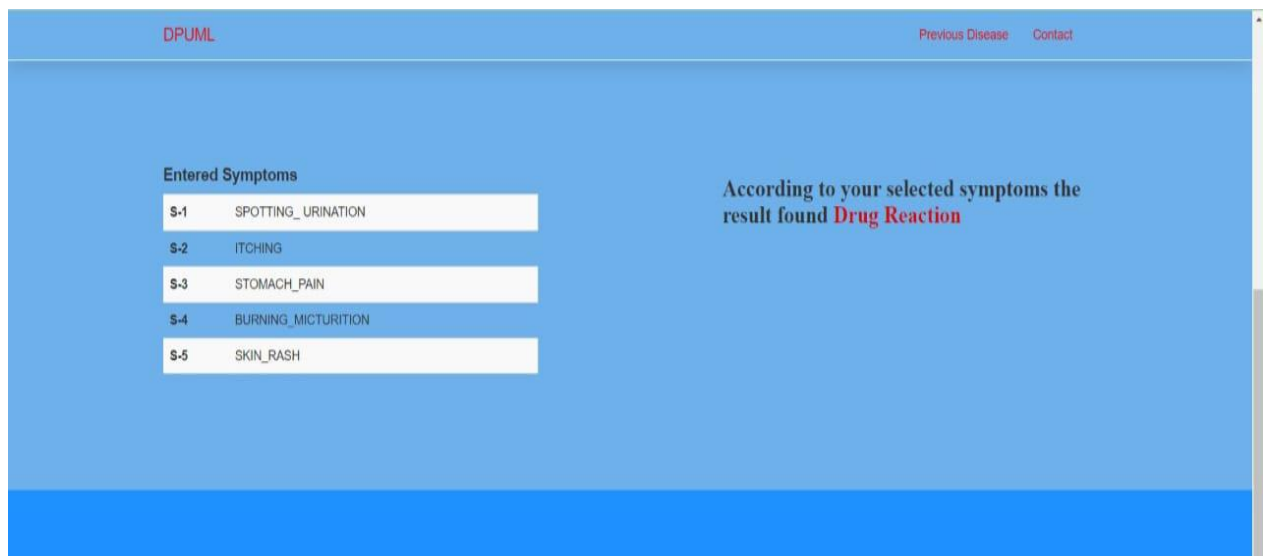 DPUML
Previous Disease Contact
Entered Symptoms
S-1 SPOTTING_ URINATION
S-2 ITCHING
S-3 STOMACH_PAIN
S-4 BURNING_MICTURITION
S-5 SKIN_RASH
According to your selected symptoms the
result found Drug Reaction